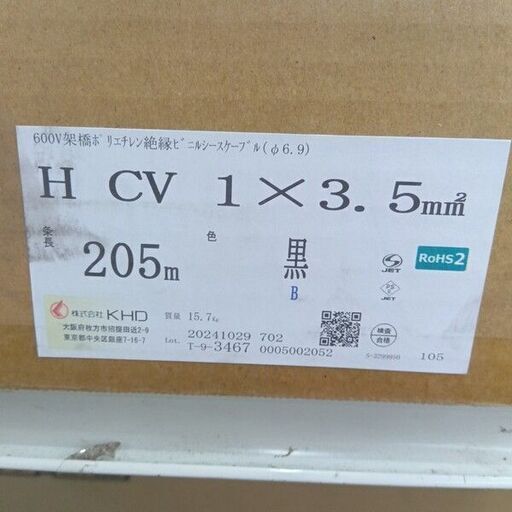 600V架橋ポリエチレン絶縁ビニルシースケーブル(φ6.9)
H CV 1×3.5mm²
条長 205m 色 黒 B
JET RoHS2
PS E JET
株式会社 KHD 質量 15.7kg
大阪府枚方市招提田近2-9
東京都中央区銀座7-16-7
Lot. 20241029 702
T-9-3467 0005002052
検査合格
105